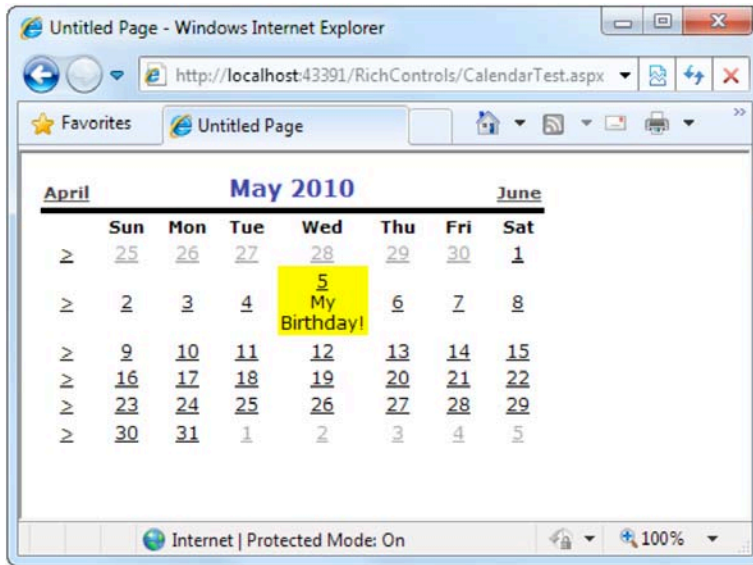 Untitled Page - Windows Internet Explorer
http://localhost:43391/RichControls/CalendarTest.aspx
Favorites Untitled Page »
April May 2010 June
Sun Mon Tue Wed Thu Fri Sat
> 25 26 27 28 29 30 1
> 2 3 4 5 My Birthday! 6 7 8
> 9 10 11 12 13 14 15
> 16 17 18 19 20 21 22
> 23 24 25 26 27 28 29
> 30 31 1 2 3 4 5
Internet | Protected Mode: On 100%